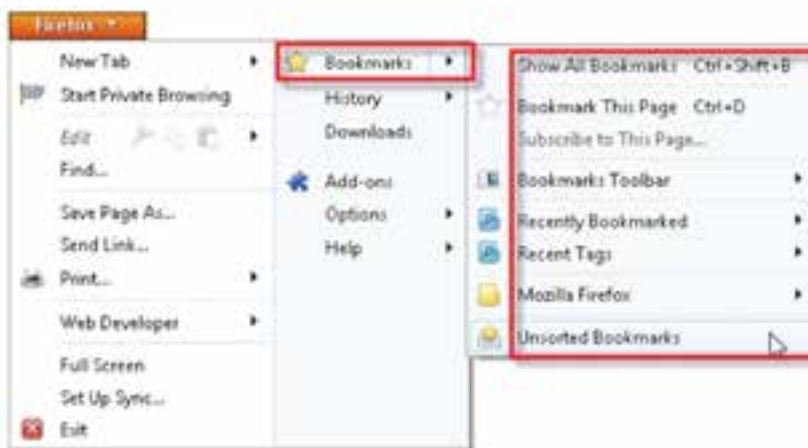 Firefox
New Tab
Start Private Browsing
Edit
Find...
Save Page As...
Send Link...
Print...
Web Developer
Full Screen
Set Up Sync...
Exit
Bookmarks
History
Downloads
Add-ons
Options
Help
Show All Bookmarks Ctrl+Shift+B
Bookmark This Page Ctrl+D
Subscribe to This Page...
Bookmarks Toolbar
Recently Bookmarked
Recent Tags
Mozilla Firefox
Unsorted Bookmarks